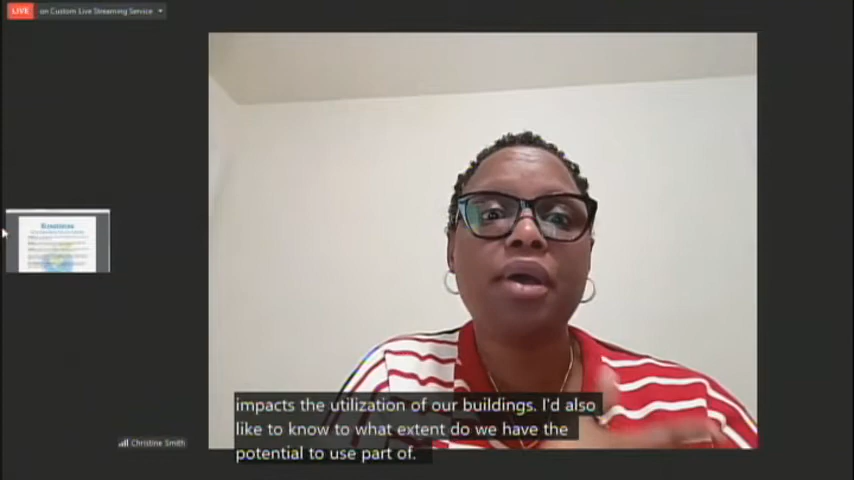 LIVE on Custom Live Streaming Service
impacts the utilization of our buildings. I'd also
like to know to what extent do we have the
potential to use part of.
Christine Smith